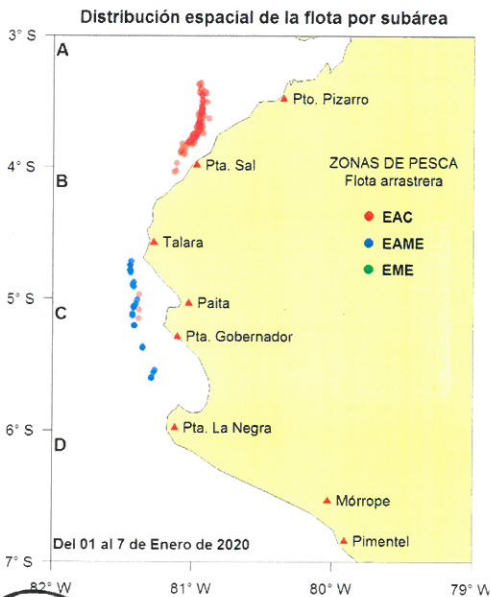 Distribución espacial de la flota por subárea
3° S
A
Pto. Pizarro
4° S
Pta. Sal
ZONAS DE PESCA
B
Flota arrastrera
EAC
Talara
EAME
EME
5° S
Paita
C
Pta. Gobernador
6° S
D
Pta. La Negra
Mórrope
Del 01 al 7 de Enero de 2020
Pimentel
7° S
82° W
81° W
80° W
79° W